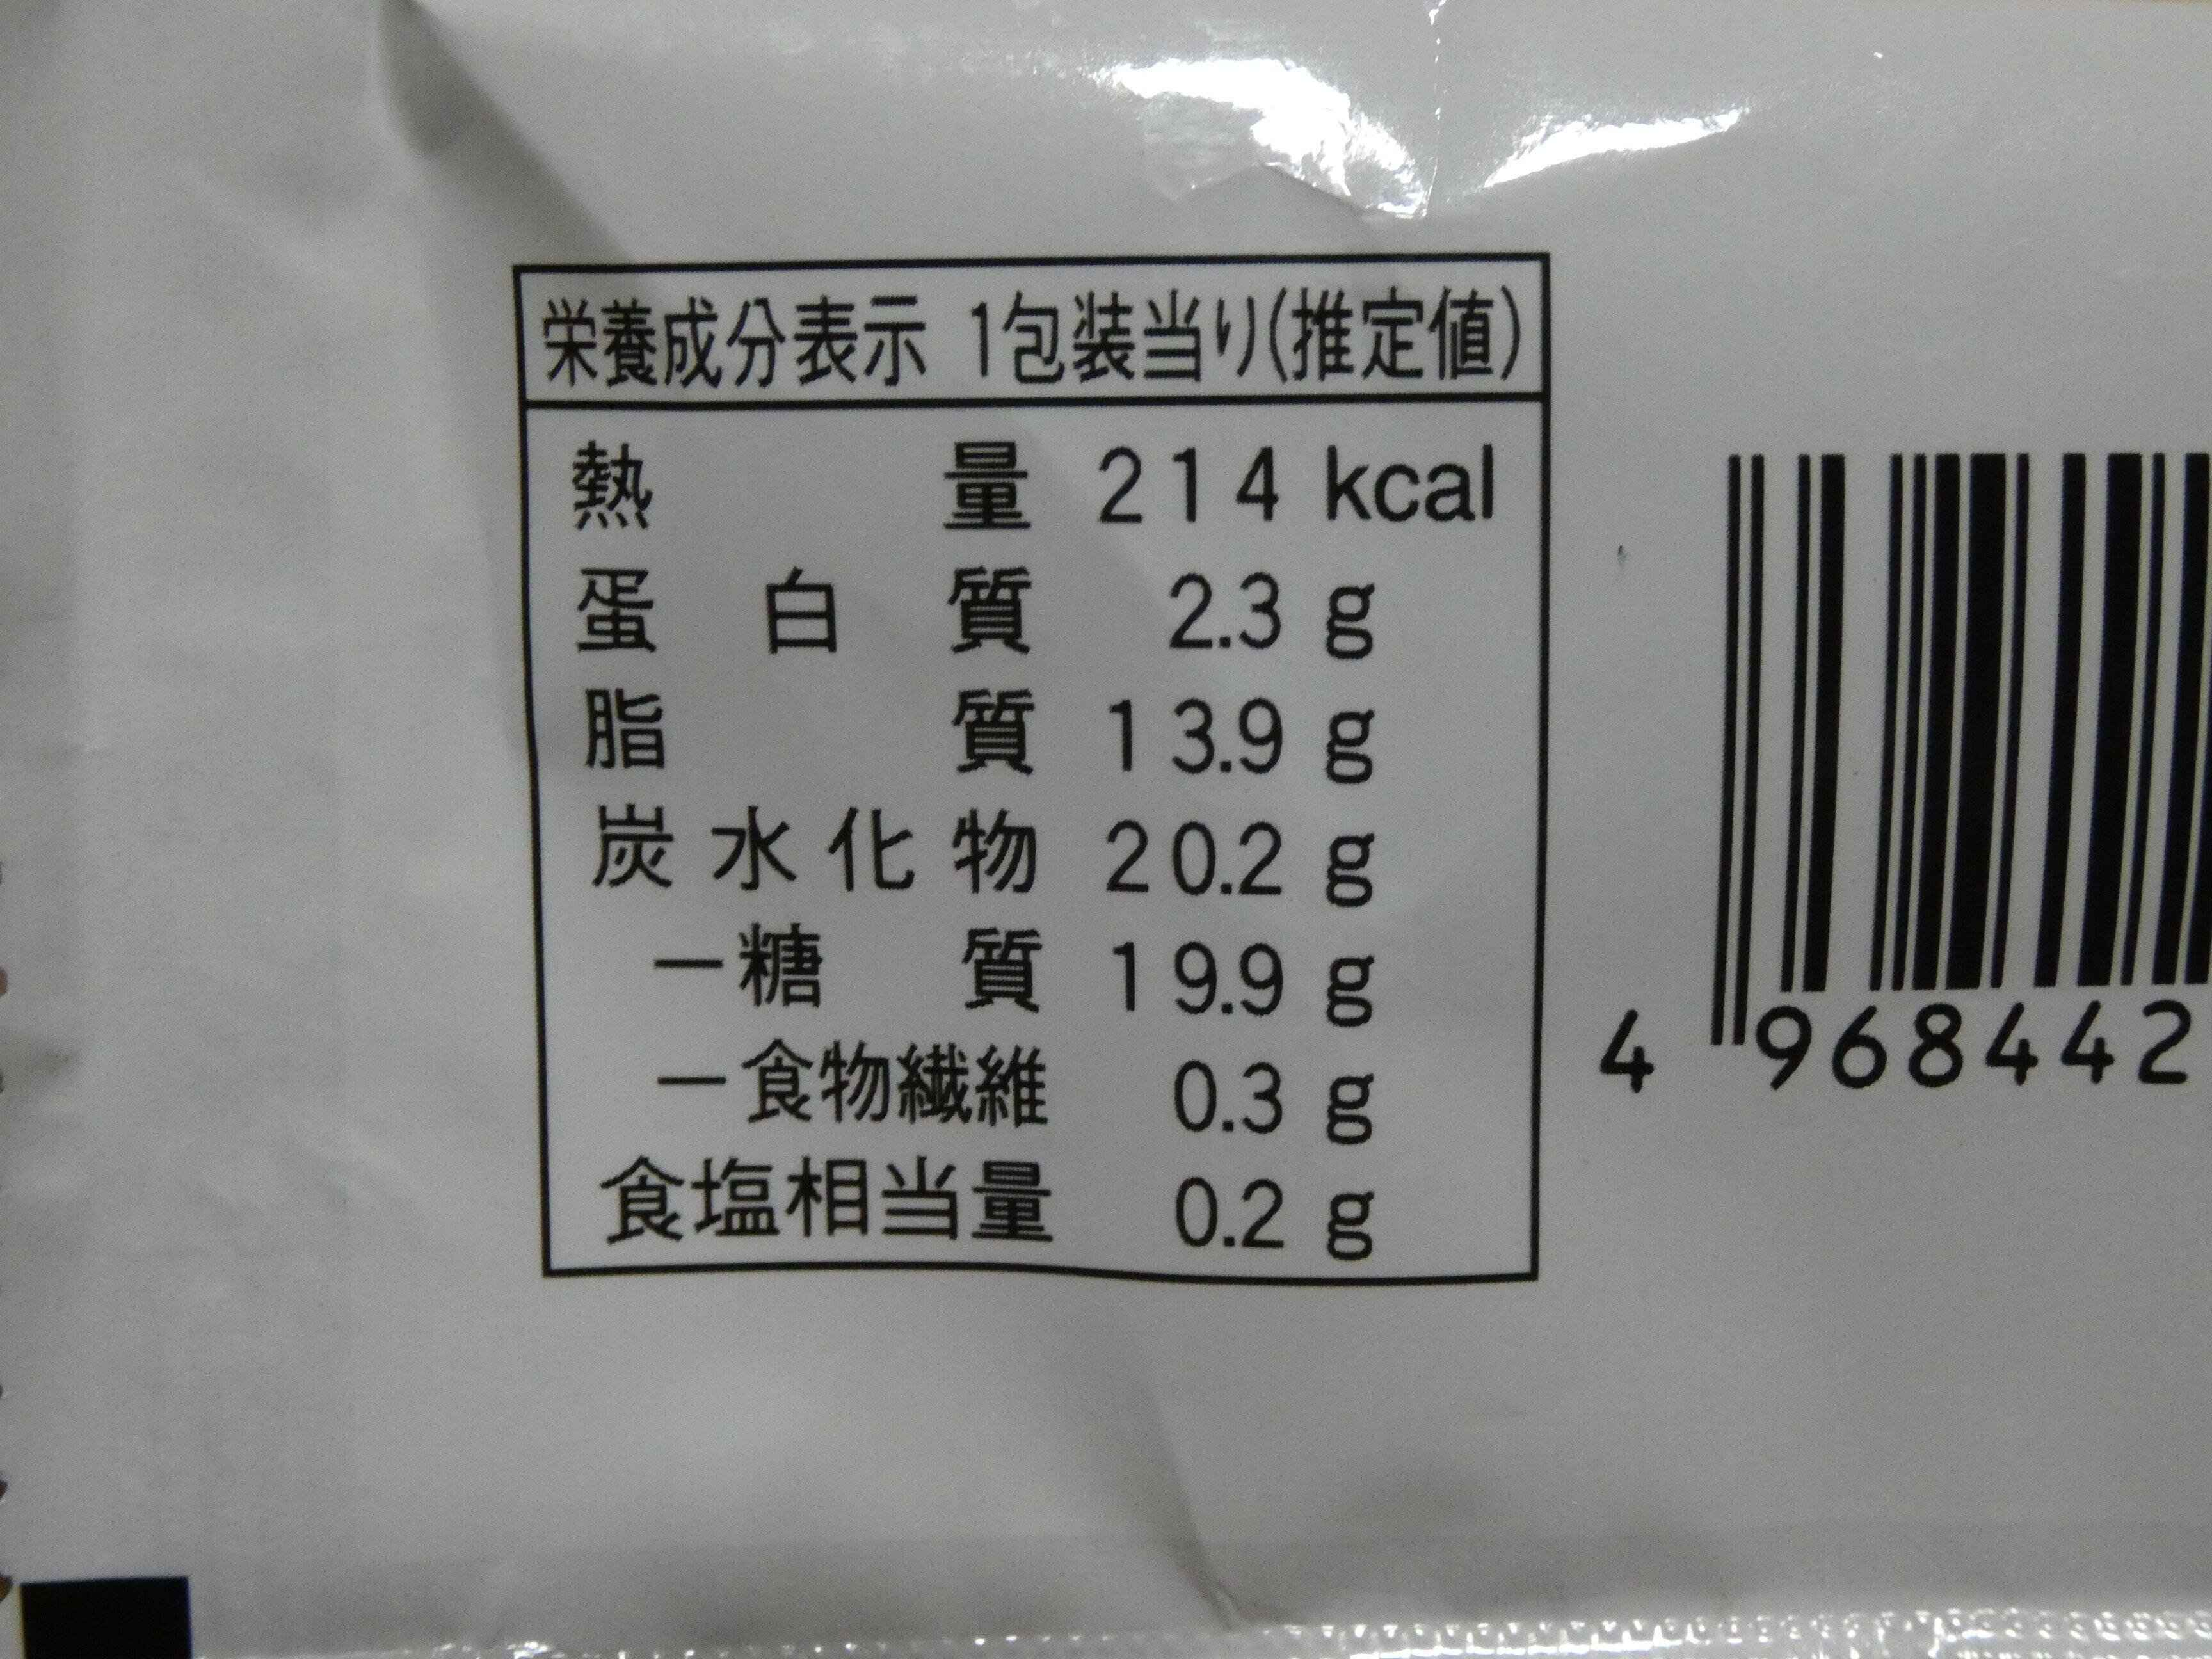 栄養成分表示 1包装当り(推定値)
熱量 214 kcal
蛋白質 2.3 g
脂質 13.9 g
炭水化物 20.2 g
－糖質 19.9 g
－食物繊維 0.3 g
食塩相当量 0.2 g
4 968442